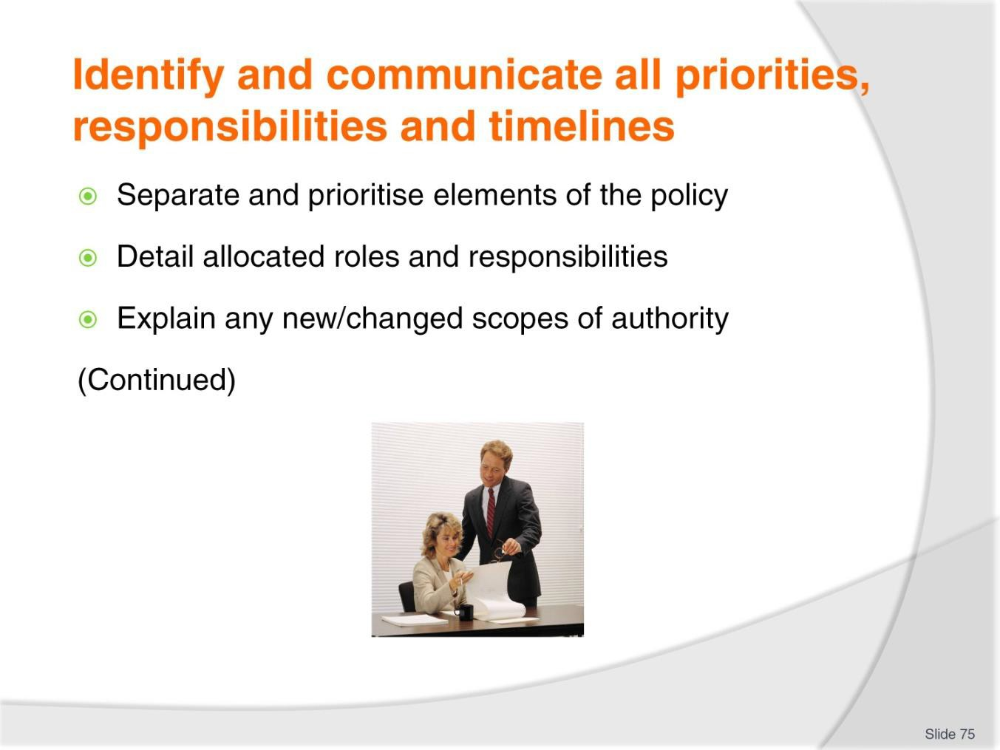 Identify and communicate all priorities,
responsibilities and timelines
Separate and prioritise elements of the policy
Detail allocated roles and responsibilities
Explain any new/changed scopes of authority
(Continued)
Slide 75